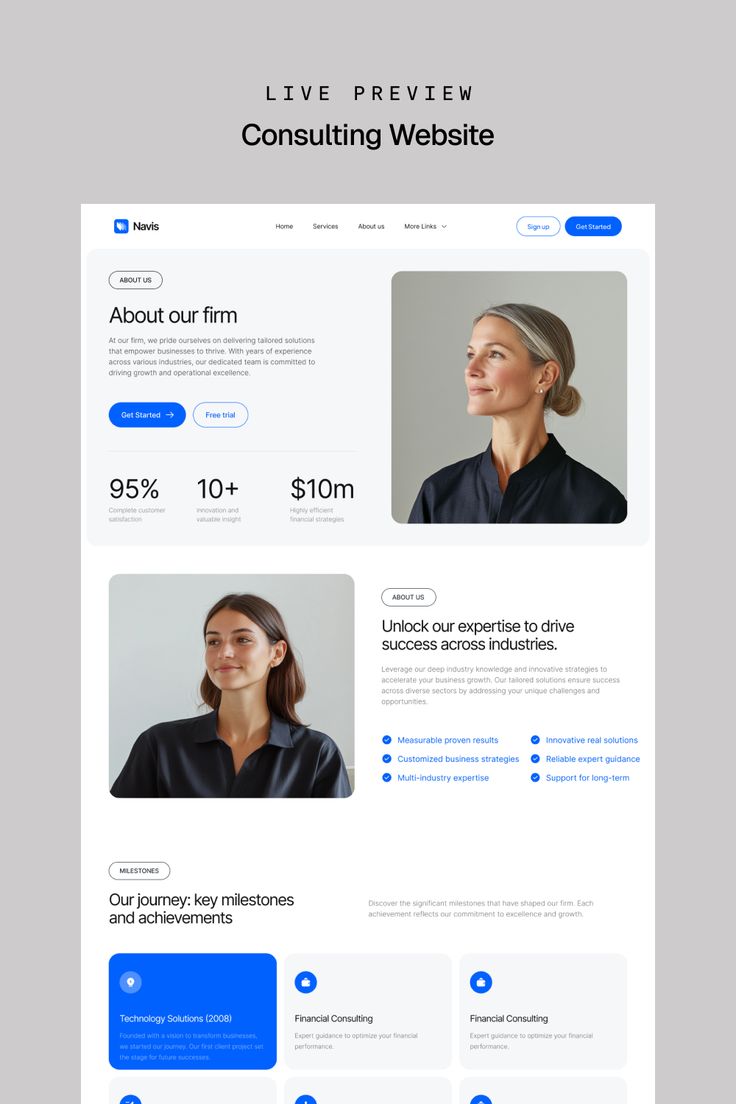 LIVE PREVIEW
Consulting Website
Navis
Home
Services
About us
More Links
Sign up
Get Started
ABOUT US
About our firm
At our firm, we pride ourselves on delivering tailored solutions
that empower businesses to thrive. With years of experience
across various industries, our dedicated team is committed to
driving growth and operational excellence.
Get Started
Free trial
95%
Complete customer
satisfaction
10+
Innovation and
valuable insight
$10m
Highly efficient
financial strategies
ABOUT US
Unlock our expertise to drive
success across industries.
Leverage our deep industry knowledge and innovative strategies to
accelerate your business growth. Our tailored solutions ensure success
across diverse sectors by addressing your unique challenges and
opportunities.
Measurable proven results
Innovative real solutions
Customized business strategies
Reliable expert guidance
Multi-industry expertise
Support for long-term
MILESTONES
Our journey: key milestones
and achievements
Discover the significant milestones that have shaped our firm. Each
achievement reflects our commitment to excellence and growth.
Technology Solutions (2008)
Founded with a vision to transform businesses,
we started our journey. Our first client project set
the stage for future successes.
Financial Consulting
Expert guidance to optimize your financial
performance.
Financial Consulting
Expert guidance to optimize your financial
performance.